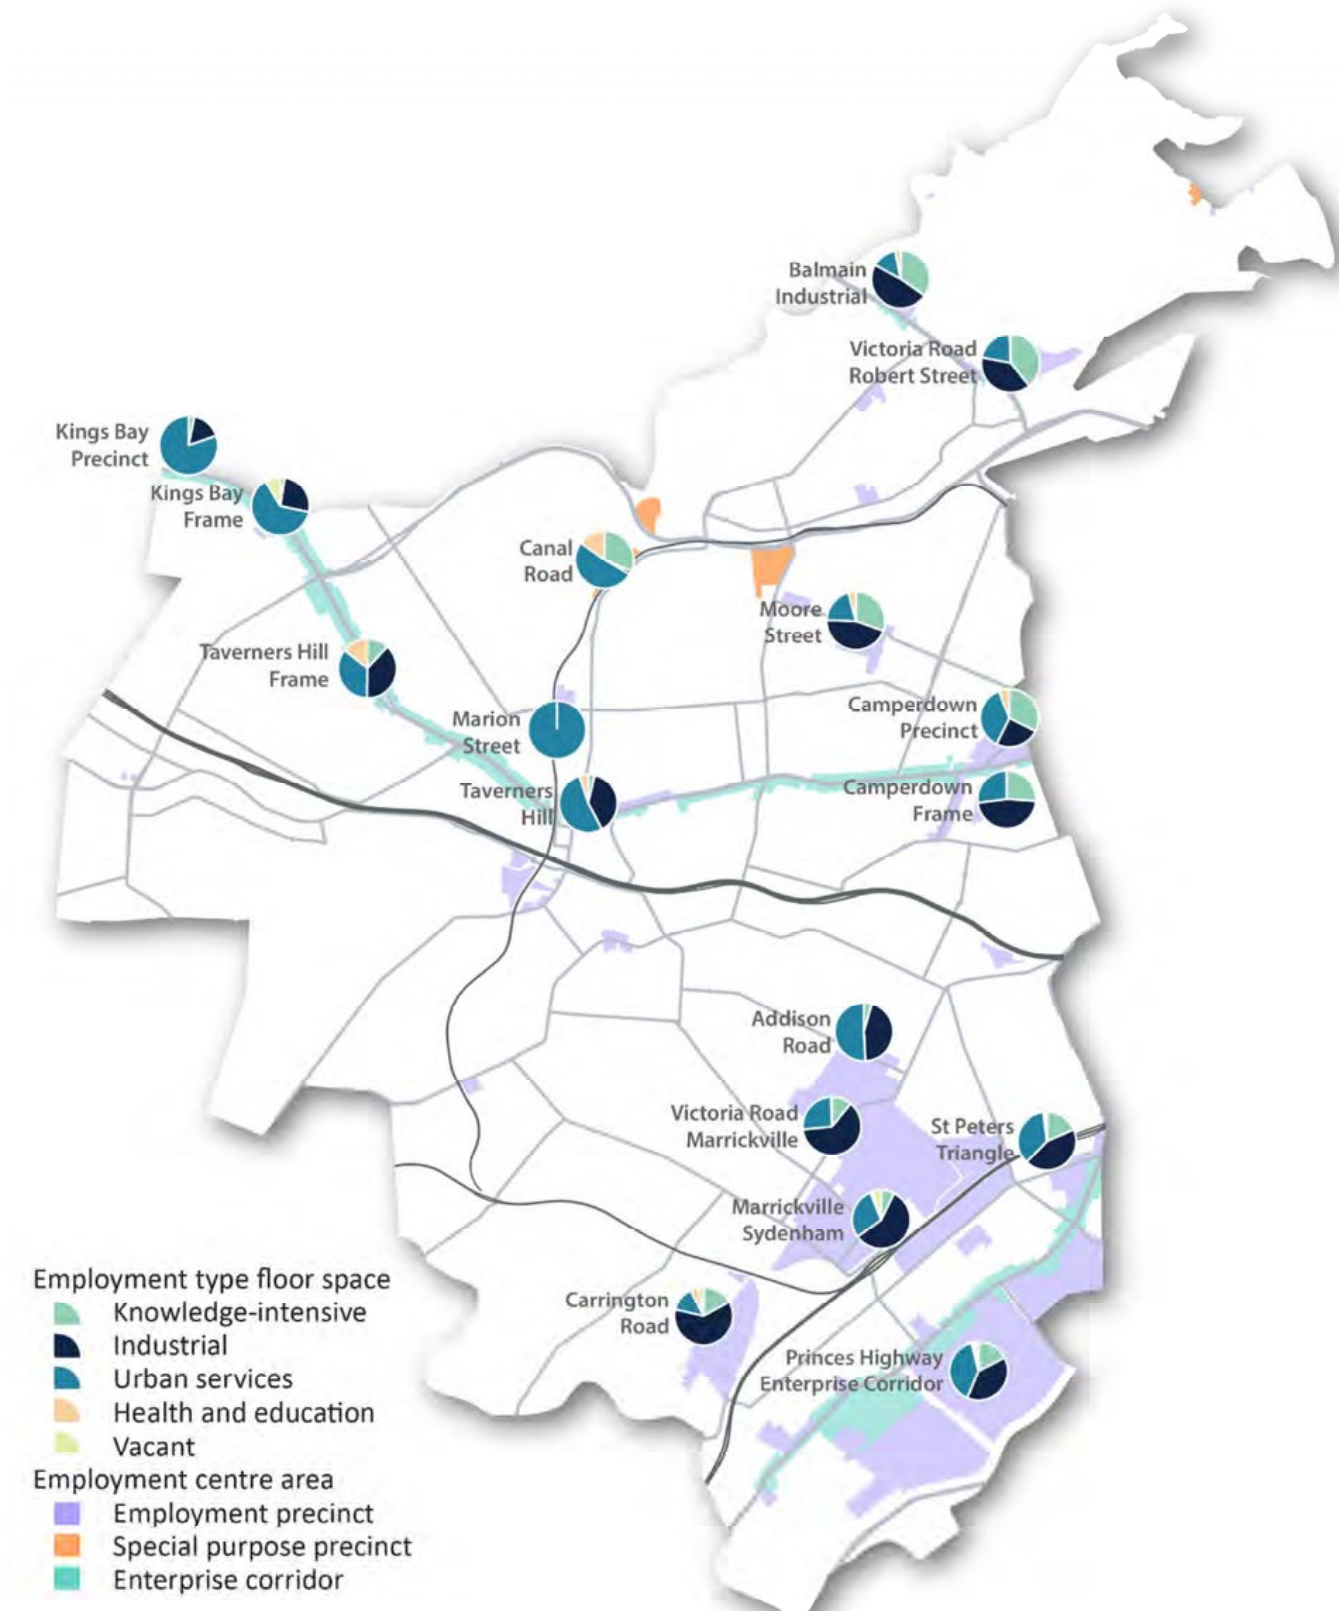 Balmain
Industrial
Victoria Road
Robert Street
Kings Bay
Precinct
Kings Bay
Frame
Canal
Road
Moore
Street
Taverners Hill
Frame
Marion
Street
Camperdown
Precinct
Taverners
Hill
Camperdown
Frame
Addison
Road
Victoria Road
Marrickville
St Peters
Triangle
Marrickville
Sydenham
Carrington
Road
Princes Highway
Enterprise Corridor
Employment type floor space
Knowledge-intensive
Industrial
Urban services
Health and education
Vacant
Employment centre area
Employment precinct
Special purpose precinct
Enterprise corridor